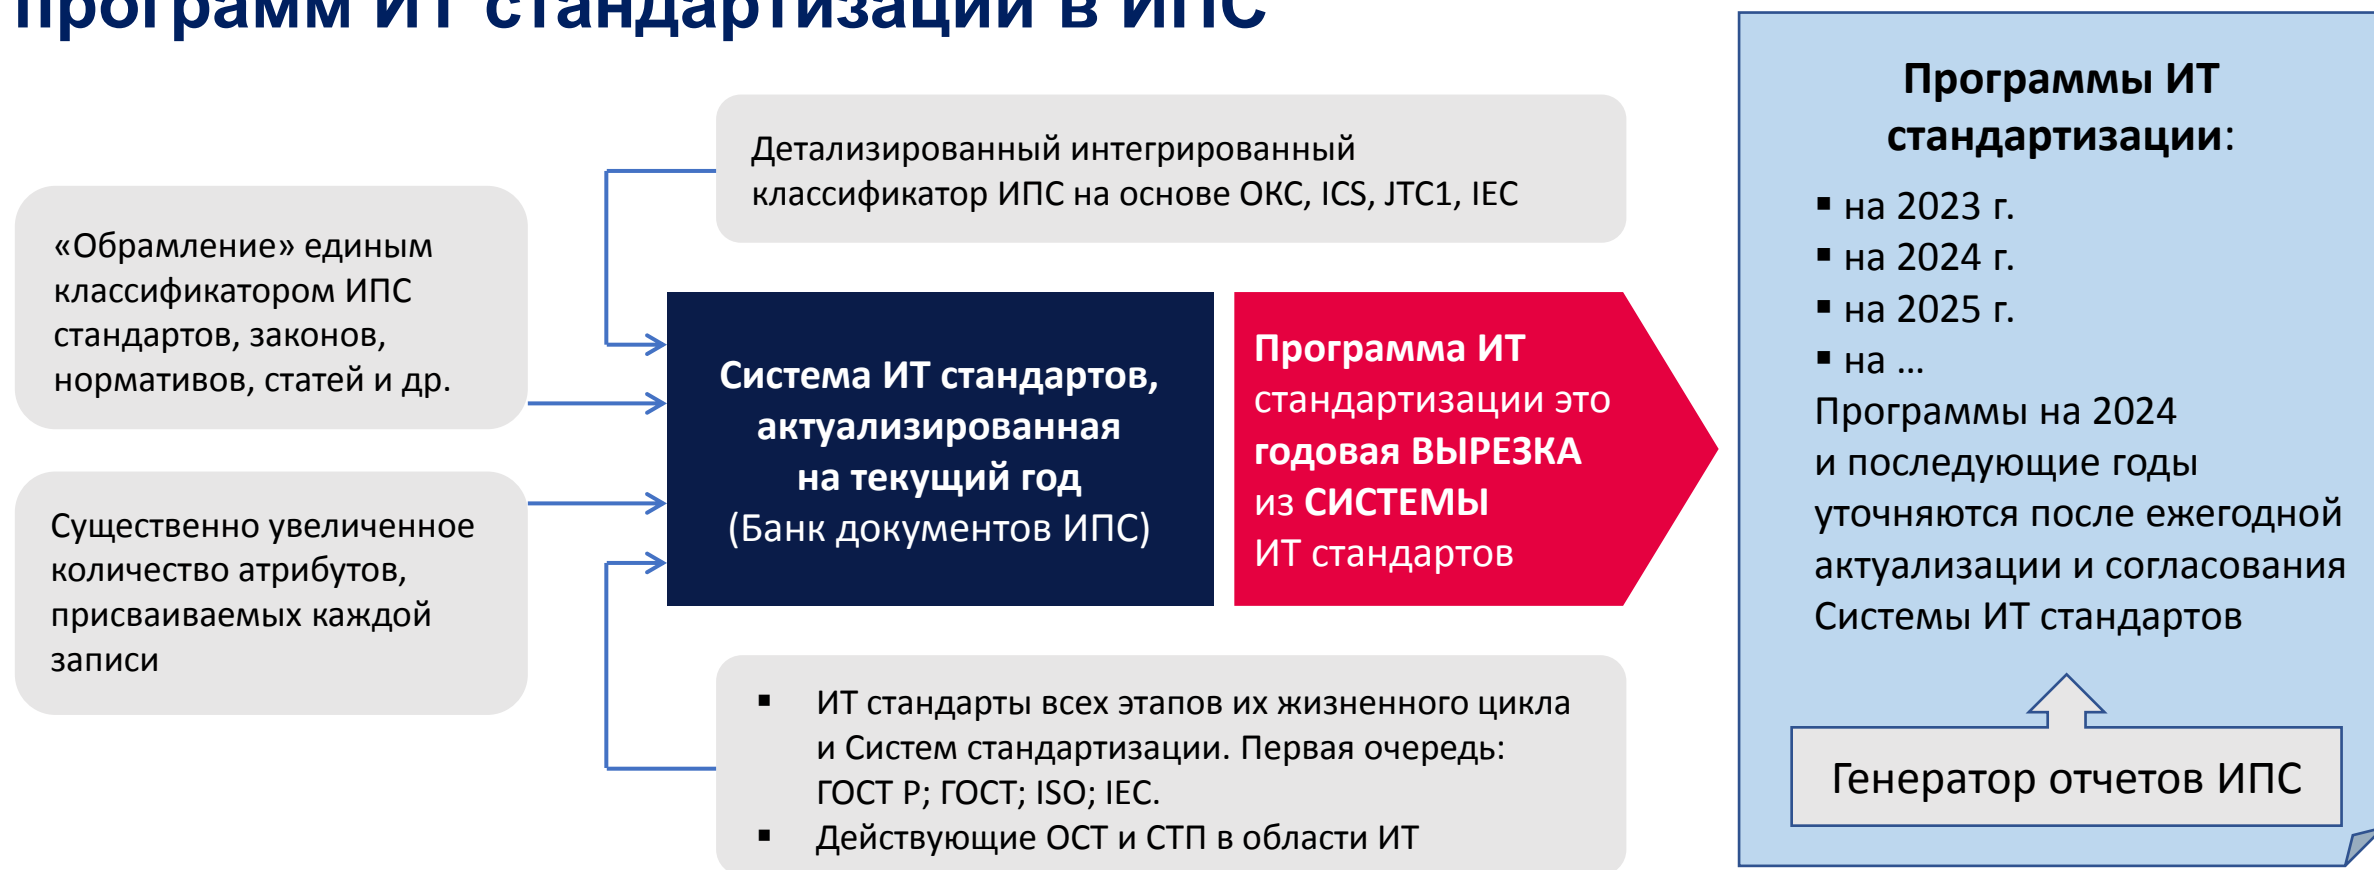 программ ИТ стандартизации в ИПС
Детализированный интегрированный
классификатор ИПС на основе ОКС, ICS, JTC1, IEC
«Обрамление» единым
классификатором ИПС
стандартов, законов,
нормативов, статей и др.
Существенно увеличенное
количество атрибутов,
присваиваемых каждой
записи
Система ИТ стандартов,
актуализированная
на текущий год
(Банк документов ИПС)
Программа ИТ
стандартизации это
годовая ВЫРЕЗКА
из СИСТЕМЫ
ИТ стандартов
▪ ИТ стандарты всех этапов их жизненного цикла
и Систем стандартизации. Первая очередь:
ГОСТ Р; ГОСТ; ISO; IEC.
▪ Действующие ОСТ и СТП в области ИТ
Программы ИТ
стандартизации:
▪ на 2023 г.
▪ на 2024 г.
▪ на 2025 г.
▪ на ...
Программы на 2024
и последующие годы
уточняются после ежегодной
актуализации и согласования
Системы ИТ стандартов
Генератор отчетов ИПС